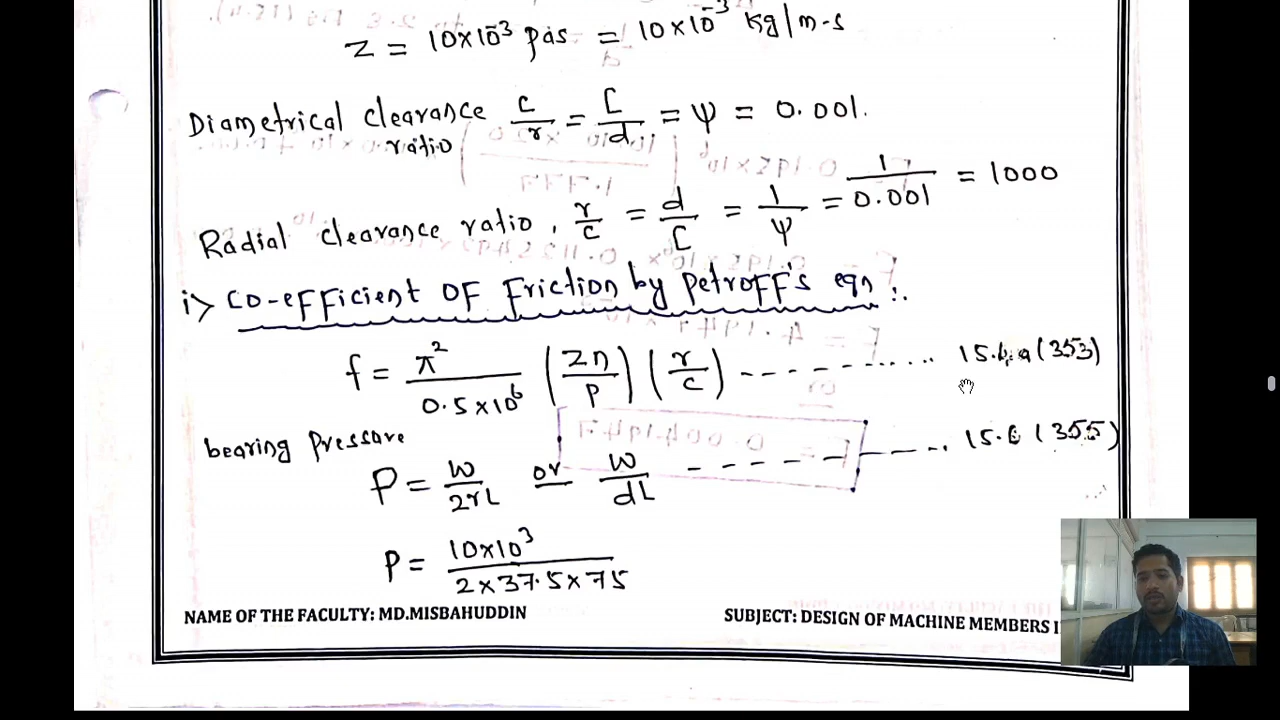 Z = 10×10⁻³ pas = 10×10⁻³ kg/m-s
Diametrical clearance ratio c/r = C/d = ψ = 0.001.
Radial clearance ratio, r/c = d/C = 1/ψ = 1/0.001 = 1000
i> CO-efficient OF Friction by petroff's eqn :.
f = π²/0.5×10⁶ (Zn/P) (r/c) ---------- (353)
bearing pressure
P = W/2rL or W/dL --------- 15.6 (355)
P = 10×10³/2×37.5×75
NAME OF THE FACULTY: MD.MISBAHUDDIN
SUBJECT: DESIGN OF MACHINE MEMBERS I